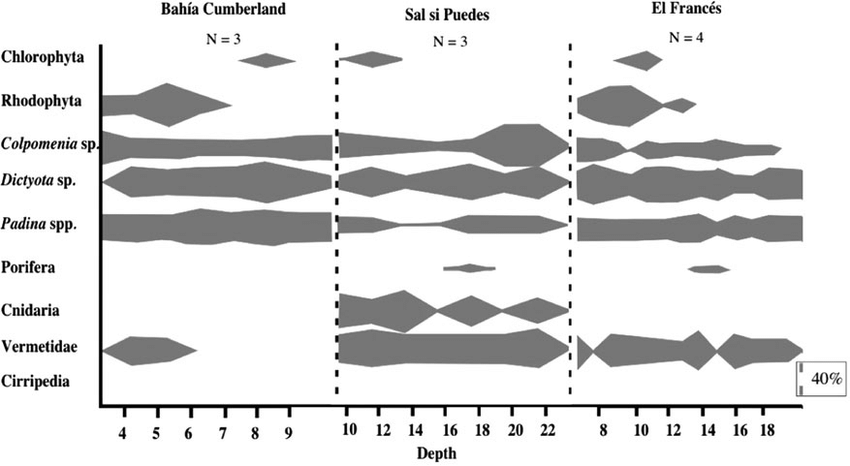 Bahía Cumberland Sal si Puedes El Francés
N = 3 N = 3 N = 4
Chlorophyta
Rhodophyta
Colpomenia sp.
Dictyota sp.
Padina spp.
Porifera
Cnidaria
Vermetidae
Cirripedia
40%
4 5 6 7 8 9 10 12 14 16 18 20 22 8 10 12 14 16 18
Depth